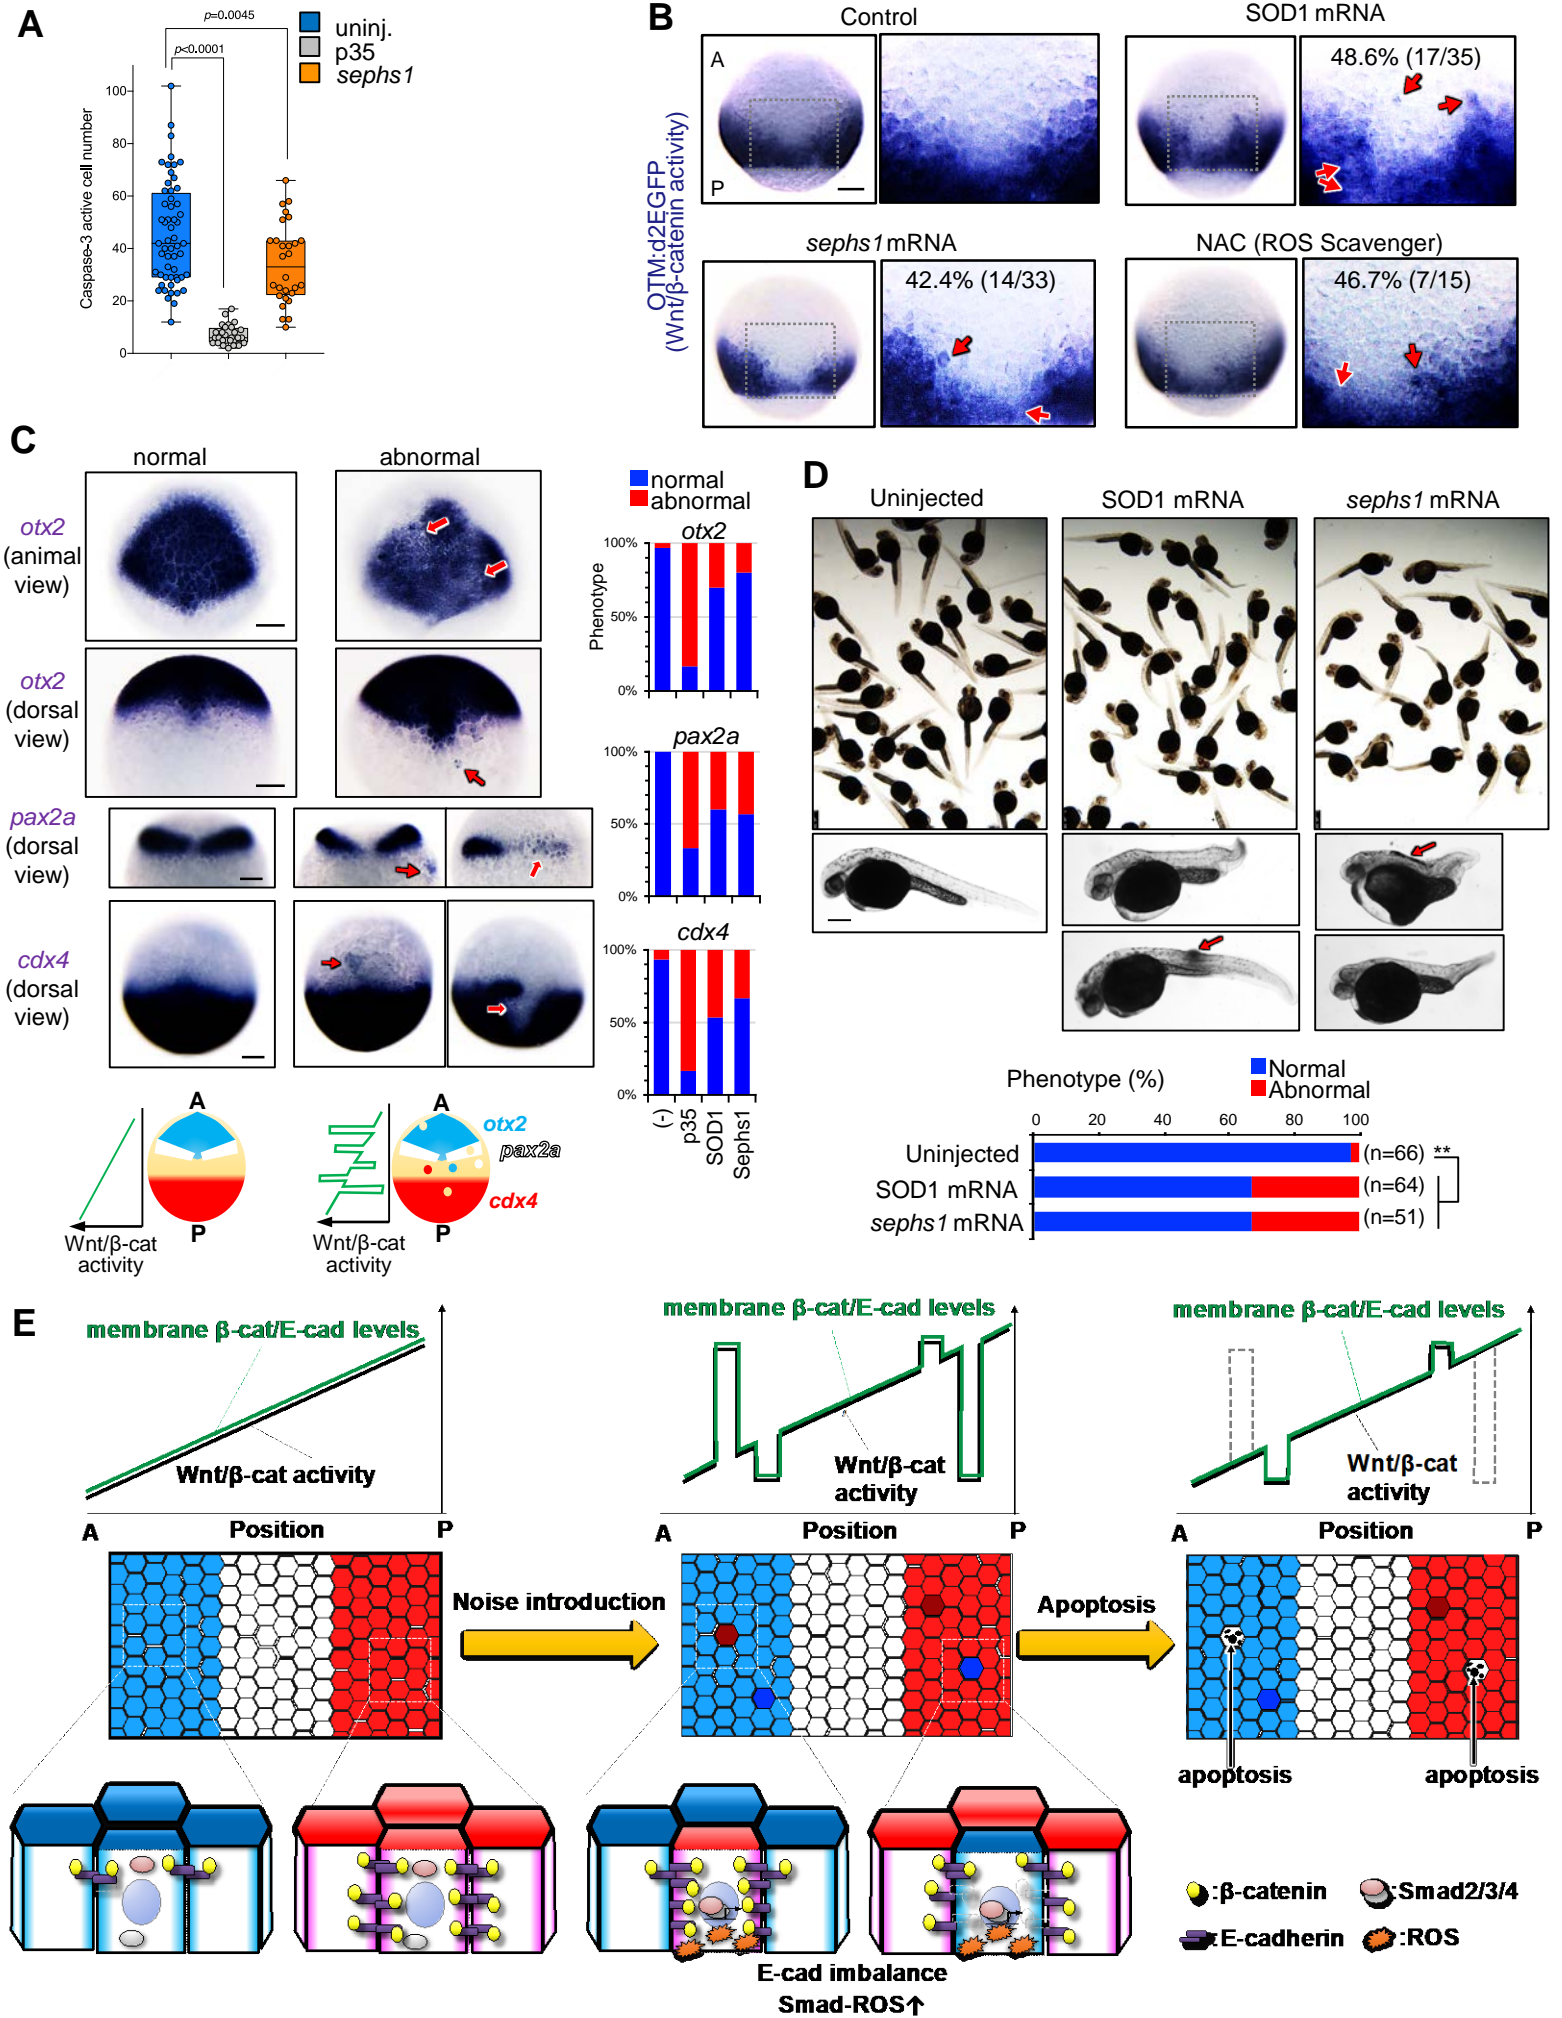 A
p=0.0045
p<0.0001
uninj.
p35
sephs1
Caspase-3 active cell number
100
80
60
40
20
0
B
Control
SOD1 mRNA
OTM:d2EGFP
(Wnt/β-catenin activity)
A
P
48.6% (17/35)
sephs1 mRNA
NAC (ROS Scavenger)
42.4% (14/33)
46.7% (7/15)
C
normal
abnormal
otx2
(animal
view)
otx2
(dorsal
view)
pax2a
(dorsal
view)
cdx4
(dorsal
view)
normal
abnormal
otx2
Phenotype
100%
50%
0%
pax2a
100%
50%
0%
cdx4
100%
50%
0%
(-)
p35
SOD1
Sephs1
A
P
Wnt/β-cat
activity
A
otx2
pax2a
cdx4
P
Wnt/β-cat
activity
D
Uninjected
SOD1 mRNA
sephs1 mRNA
Phenotype (%)
Normal
Abnormal
0 20 40 60 80 100
Uninjected (n=66) **
SOD1 mRNA (n=64)
sephs1 mRNA (n=51)
E
membrane β-cat/E-cad levels
Wnt/β-cat activity
A Position P
membrane β-cat/E-cad levels
Wnt/β-cat
activity
A Position P
membrane β-cat/E-cad levels
Wnt/β-cat
activity
A Position P
Noise introduction
Apoptosis
apoptosis
apoptosis
E-cad imbalance
Smad-ROS↑
:β-catenin
:Smad2/3/4
:E-cadherin
:ROS